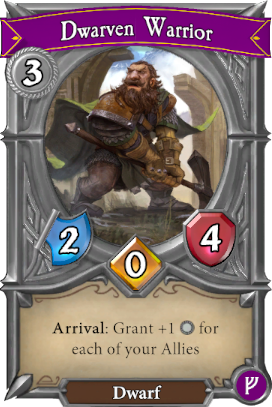 Dwarven Warrior
3
2
0
4
Arrival: Grant +1 for
each of your Allies
Dwarf